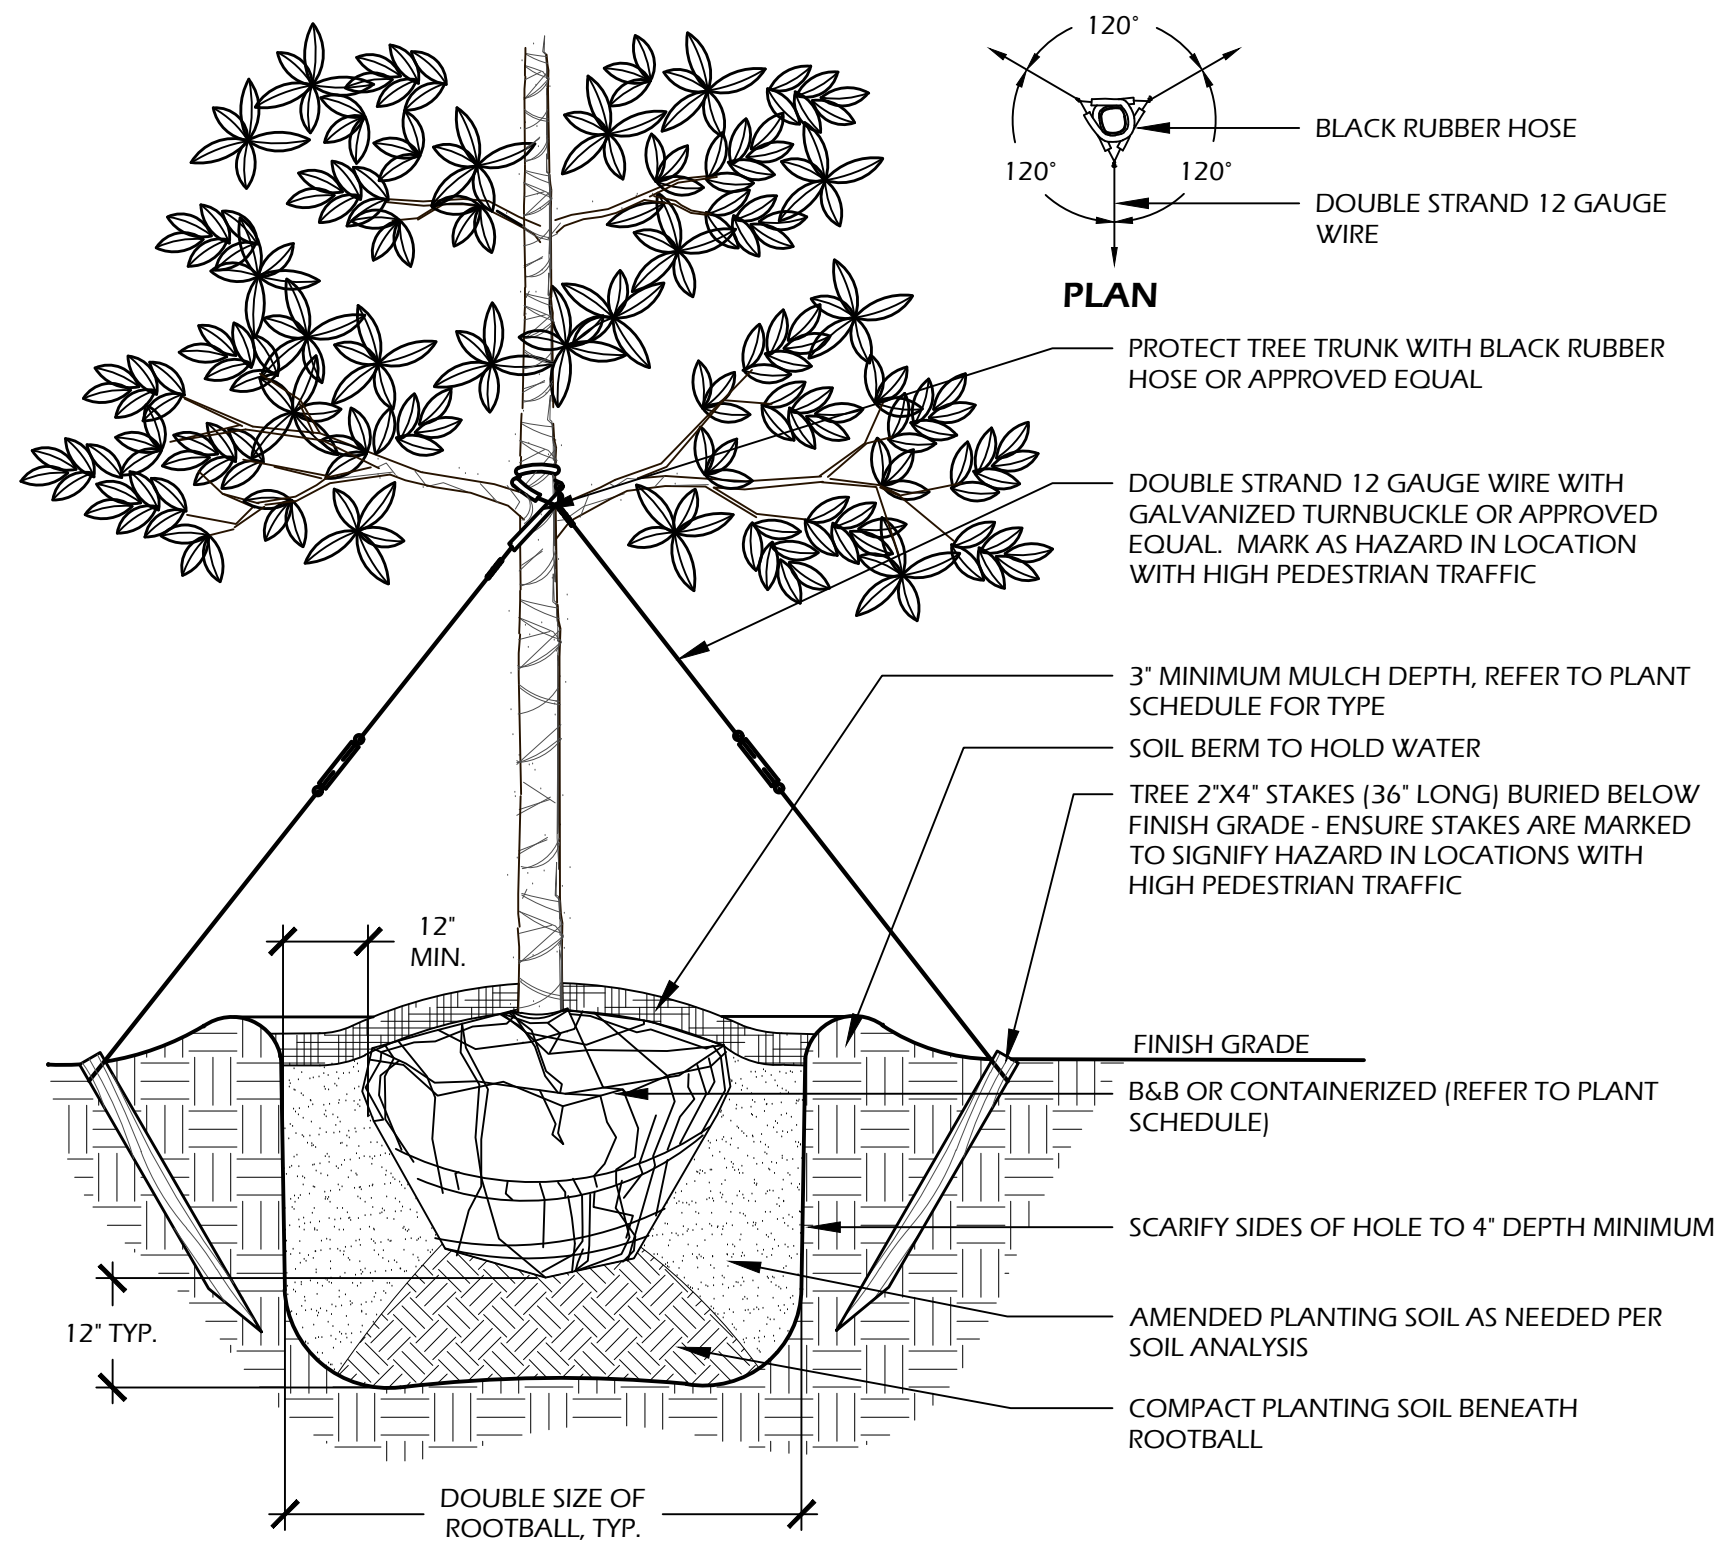 120°
BLACK RUBBER HOSE
120°
120°
DOUBLE STRAND 12 GAUGE
WIRE
PLAN
PROTECT TREE TRUNK WITH BLACK RUBBER
HOSE OR APPROVED EQUAL
DOUBLE STRAND 12 GAUGE WIRE WITH
GALVANIZED TURNBUCKLE OR APPROVED
EQUAL.  MARK AS HAZARD IN LOCATION
WITH HIGH PEDESTRIAN TRAFFIC
3" MINIMUM MULCH DEPTH, REFER TO PLANT
SCHEDULE FOR TYPE
SOIL BERM TO HOLD WATER
TREE 2"X4" STAKES (36" LONG) BURIED BELOW
FINISH GRADE - ENSURE STAKES ARE MARKED
TO SIGNIFY HAZARD IN LOCATIONS WITH
HIGH PEDESTRIAN TRAFFIC
12"
MIN.
FINISH GRADE
B&B OR CONTAINERIZED (REFER TO PLANT
SCHEDULE)
SCARIFY SIDES OF HOLE TO 4" DEPTH MINIMUM
12" TYP.
AMENDED PLANTING SOIL AS NEEDED PER
SOIL ANALYSIS
COMPACT PLANTING SOIL BENEATH
ROOTBALL
DOUBLE SIZE OF
ROOTBALL, TYP.